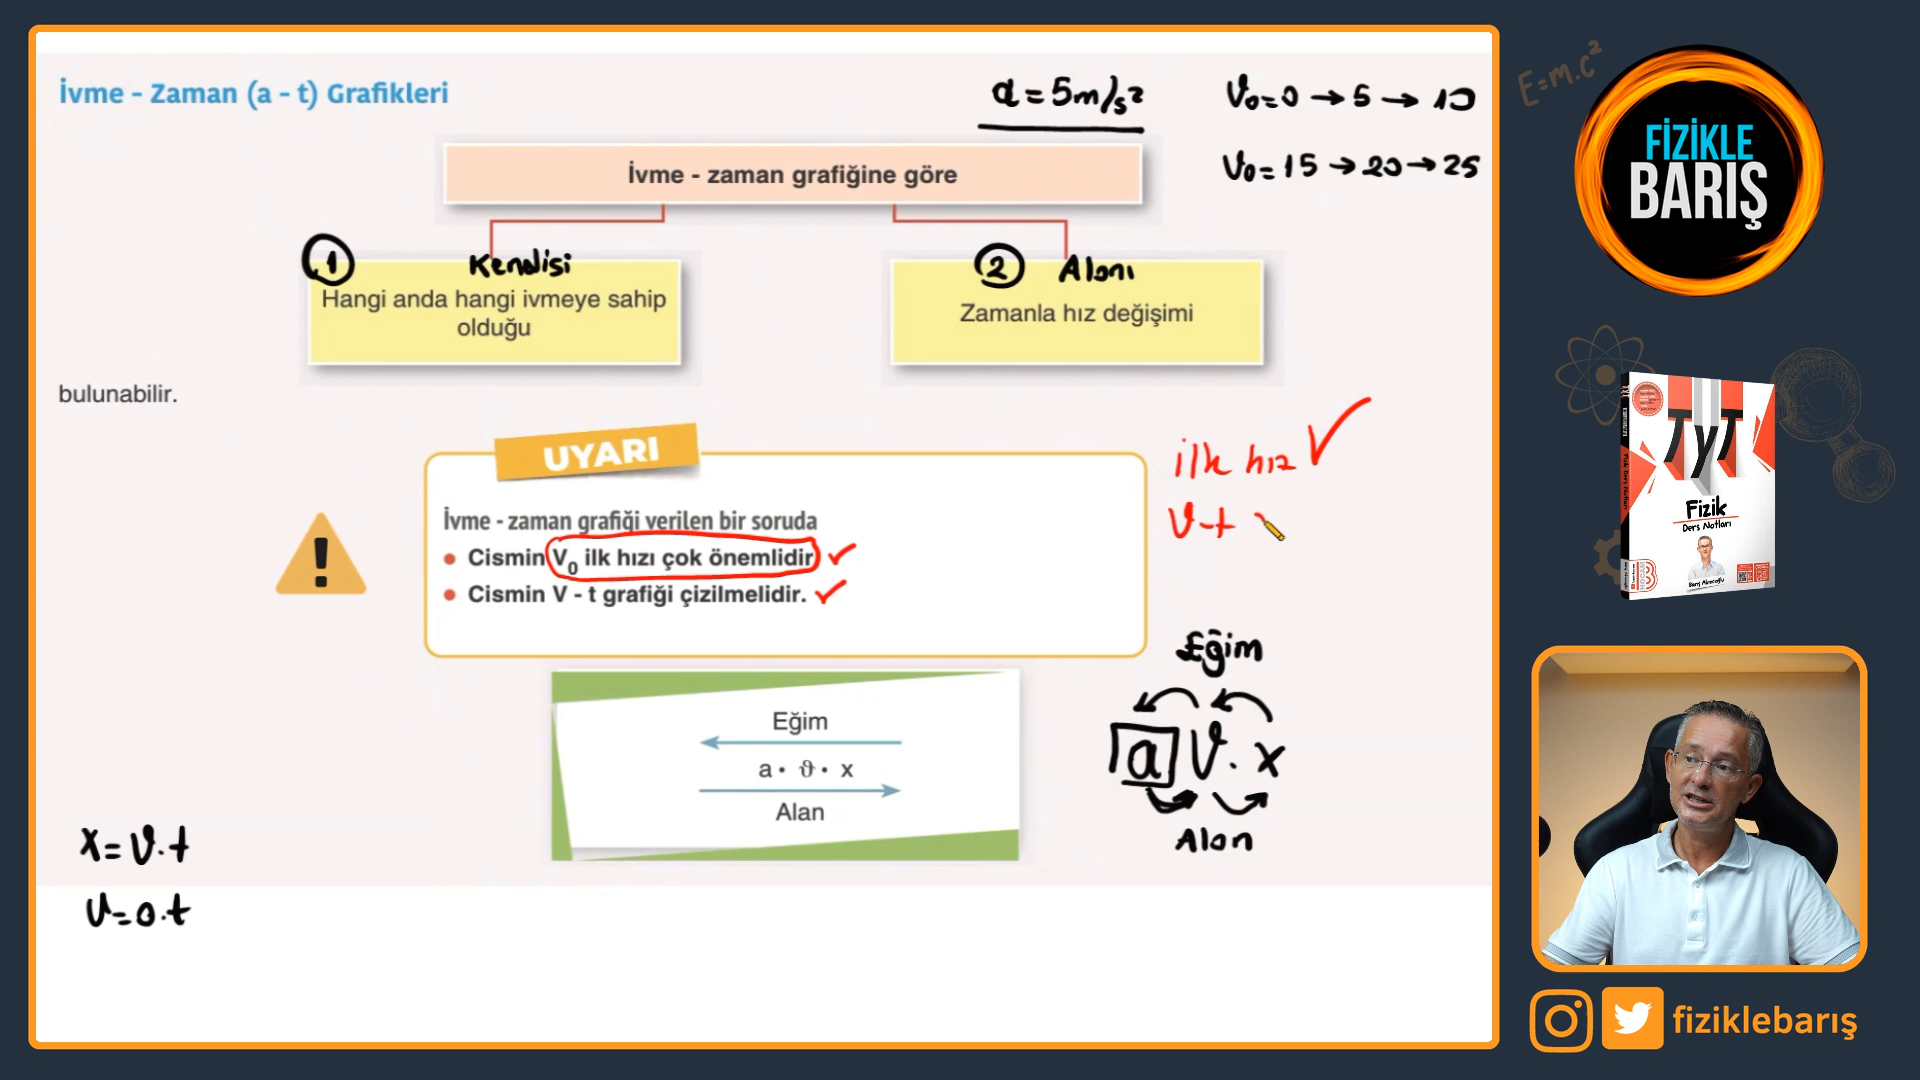 İvme - Zaman (a - t) Grafikleri
a = 5m/s²
V₀=0 → 5 → 10
V₀=15 → 20 → 25
İvme - zaman grafiğine göre
1 Kendisi
Hangi anda hangi ivmeye sahip
olduğu
2 Alanı
Zamanla hız değişimi
bulunabilir.
UYARI
İvme - zaman grafiği verilen bir soruda
• Cismin V₀ ilk hızı çok önemlidir
• Cismin V - t grafiği çizilmelidir.
ilk hız
V-t
Eğim
a • ϑ • x
Alan
Eğim
a ϑ . x
Alan
X = ϑ.t
ϑ = a.t
E=m.c²
FİZİKLE
BARIŞ
TYT
Fizik
Ders Notları
fiziklebarış